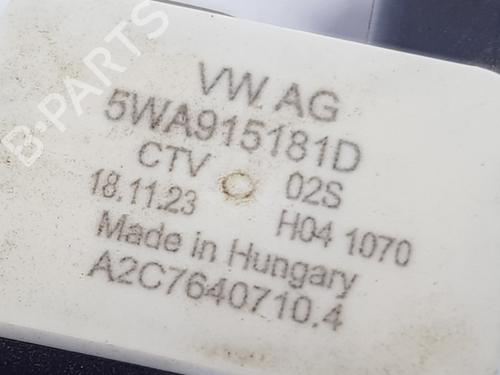 B-PARTS
VW AG
5WA915181D
CTV 02S
18.11.23 H04 1070
Made in Hungary
A2C7640710.4